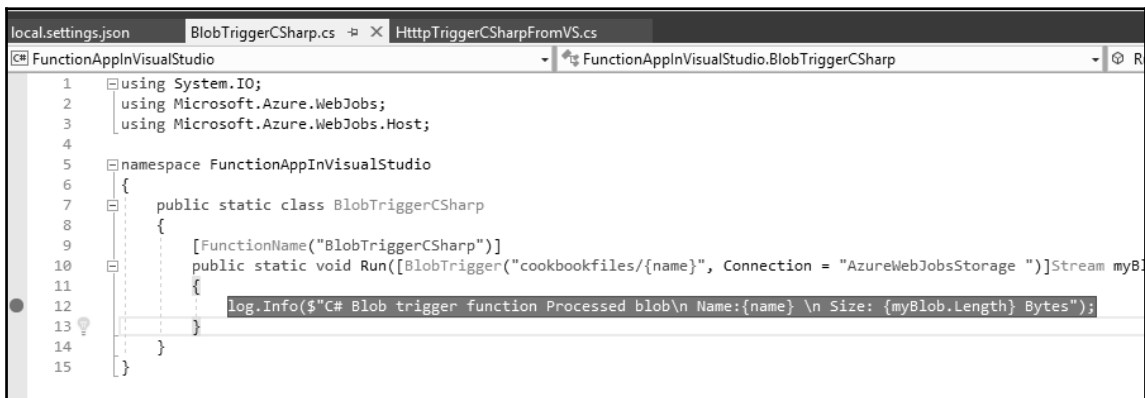 local.settings.json BlobTriggerCSharp.cs HtttpTriggerCSharpFromVS.cs
C# FunctionAppInVisualStudio FunctionAppInVisualStudio.BlobTriggerCSharp
1 using System.IO;
2 using Microsoft.Azure.WebJobs;
3 using Microsoft.Azure.WebJobs.Host;
4
5 namespace FunctionAppInVisualStudio
6 {
7 public static class BlobTriggerCSharp
8 {
9 [FunctionName("BlobTriggerCSharp")]
10 public static void Run([BlobTrigger("cookbookfiles/{name}", Connection = "AzureWebJobsStorage ")]Stream
11 {
12 log.Info($"C# Blob trigger function Processed blob\n Name:{name} \n Size: {myBlob.Length} Bytes");
13 }
14 }
15 }